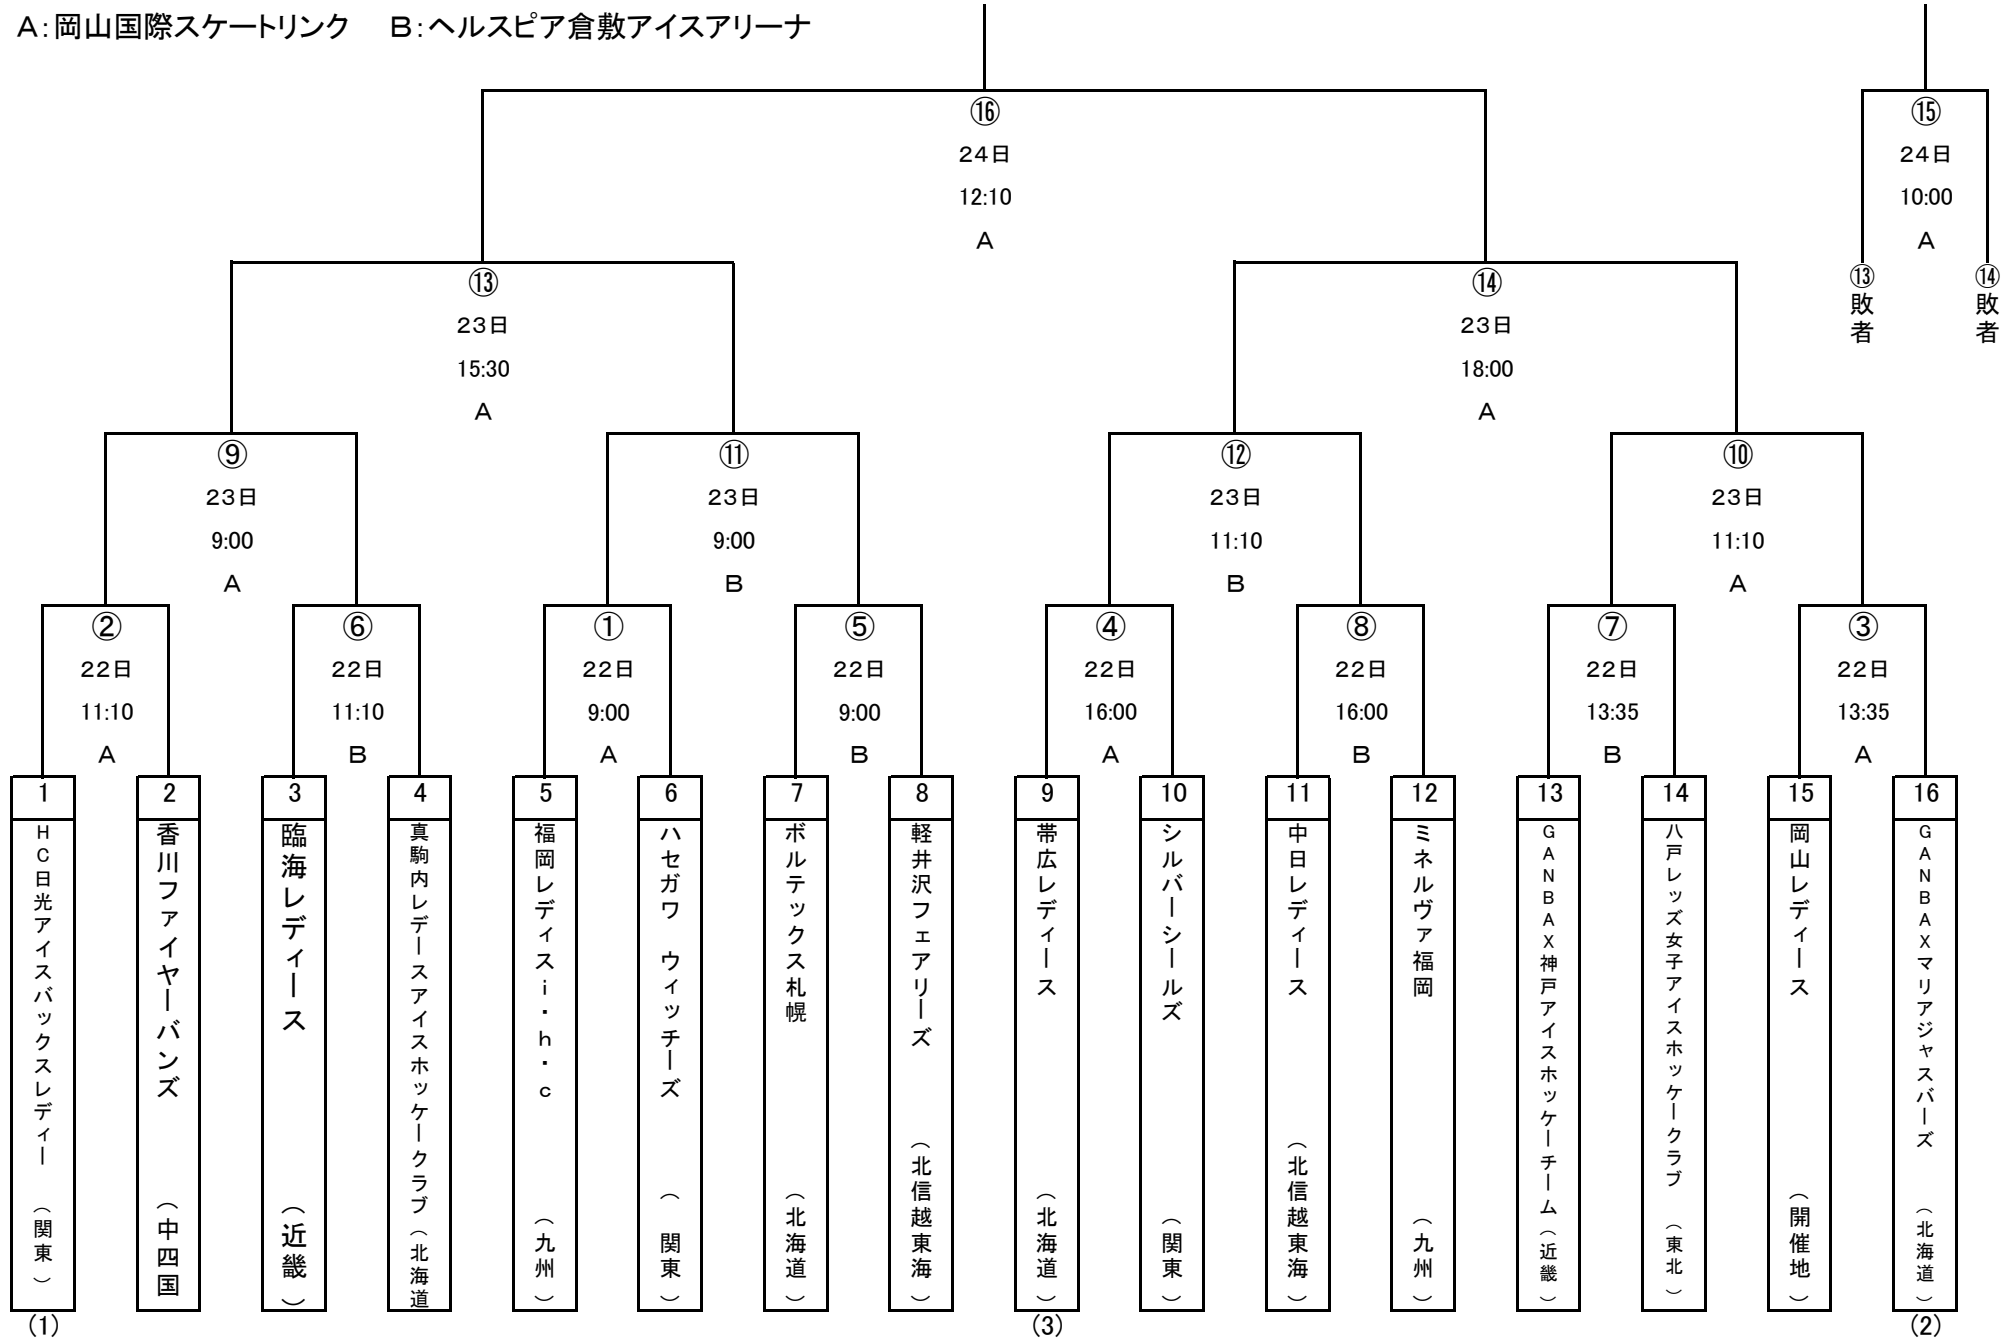 Ａ：岡山国際スケートリンク　Ｂ：ヘルスピア倉敷アイスアリーナ
⑯
24日
12:10
Ａ
⑮
24日
10:00
Ａ
⑬敗者
⑭敗者
⑬
23日
15:30
Ａ
⑭
23日
18:00
Ａ
⑨
23日
9:00
Ａ
⑪
23日
9:00
Ｂ
⑫
23日
11:10
Ｂ
⑩
23日
11:10
Ａ
②
22日
11:10
Ａ
⑥
22日
11:10
Ｂ
①
22日
9:00
Ａ
⑤
22日
9:00
Ｂ
④
22日
16:00
Ａ
⑧
22日
16:00
Ｂ
⑦
22日
13:35
Ｂ
③
22日
13:35
Ａ
1
ＨＣ日光アイスバックスレディー（関東）
(1)
2
香川ファイヤーバンズ（中四国
3
臨海レディース（近畿）
4
真駒内レデースアイスホッケークラブ（北海道
5
福岡レディスｉ・ｈ・ｃ（九州）
6
ハセガワ　ウィッチーズ（関東）
7
ボルテックス札幌（北海道）
8
軽井沢フェアリーズ（北信越東海）
9
帯広レディース（北海道）
(3)
10
シルバーシールズ（関東）
11
中日レディース（北信越東海）
12
ミネルヴァ福岡（九州）
13
ＧＡＮＢＡＸ神戸アイスホッケーチーム（近畿）
14
八戸レッズ女子アイスホッケークラブ（東北）
15
岡山レディース（開催地）
16
ＧＡＮＢＡＸマリアジャスバーズ（北海道）
(2)